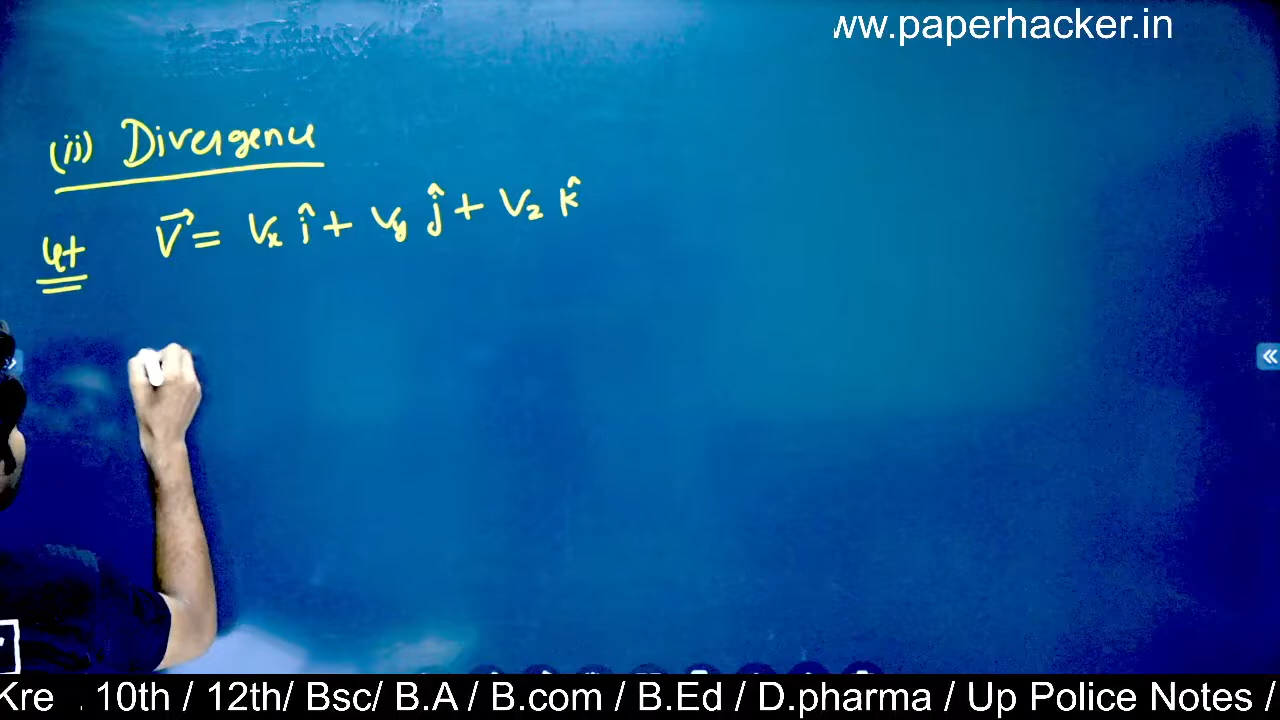 ww.paperhacker.in
(ii) Divergence
Let V⃗ = Vx î + Vy ĵ + Vz k̂
Kre . 10th / 12th/ Bsc/ B.A / B.com / B.Ed / D.pharma / Up Police Notes /